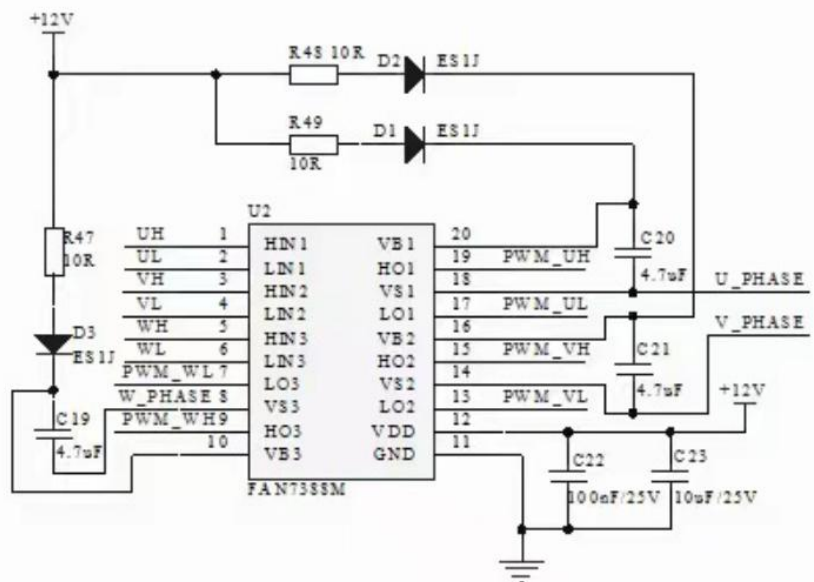 +12V
R48 10R D2 ES1J
R49 D1 ES1J
10R
U2
R47
10R
UH 1 HIN1 VB1 20
UL 2 LIN1 HO1 19 PWM_UH
VH 3 HIN2 VS1 18
VL 4 LIN2 LO1 17 PWM_UL
WH 5 HIN3 VB2 16
WL 6 LIN3 HO2 15 PWM_VH
PWM_WL 7 LO3 VS2 14
W_PHASE 8 VS3 LO2 13 PWM_VL
PWM_WH 9 HO3 VDD 12
10 VB3 GND 11
FAN7388M
C20
4.7uF
U_PHASE
V_PHASE
D3
ES1J
C21
4.7uF
+12V
C19
4.7uF
C22
100nF/25V
C23
10uF/25V